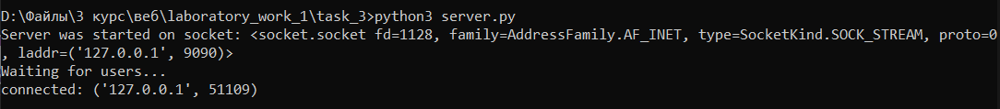 D:\Файлы\3 курс\веб\laboratory_work_1\task_3>python3 server.py
Server was started on socket: <socket.socket fd=1128, family=AddressFamily.AF_INET, type=SocketKind.SOCK_STREAM, proto=0
, laddr=('127.0.0.1', 9090)>
Waiting for users...
connected: ('127.0.0.1', 51109)